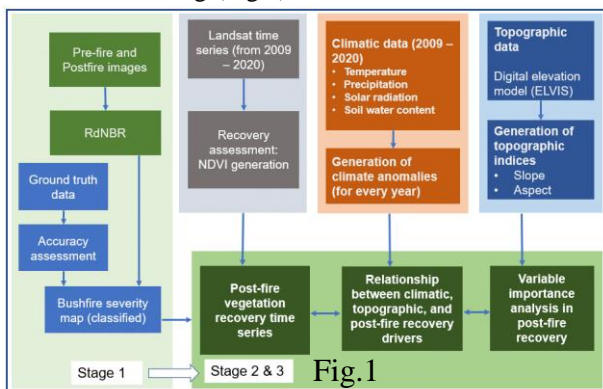 Pre-fire and
Postfire images
RdNBR
Ground truth
data
Accuracy
assessment
Bushfire severity
map (classified)
Stage 1
Landsat time
series (from 2009
– 2020)
Recovery
assessment:
NDVI generation
Climatic data (2009 –
2020)
• Temperature
• Precipitation
• Solar radiation
• Soil water content
Generation of
climate anomalies
(for every year)
Topographic
data
Digital elevation
model (ELVIS)
Generation of
topographic
indices
• Slope
• Aspect
Post-fire
vegetation
recovery time
series
Relationship
between climatic,
topographic, and
post-fire recovery
drivers
Variable
importance
analysis in
post-fire
recovery
Stage 2 & 3
Fig.1